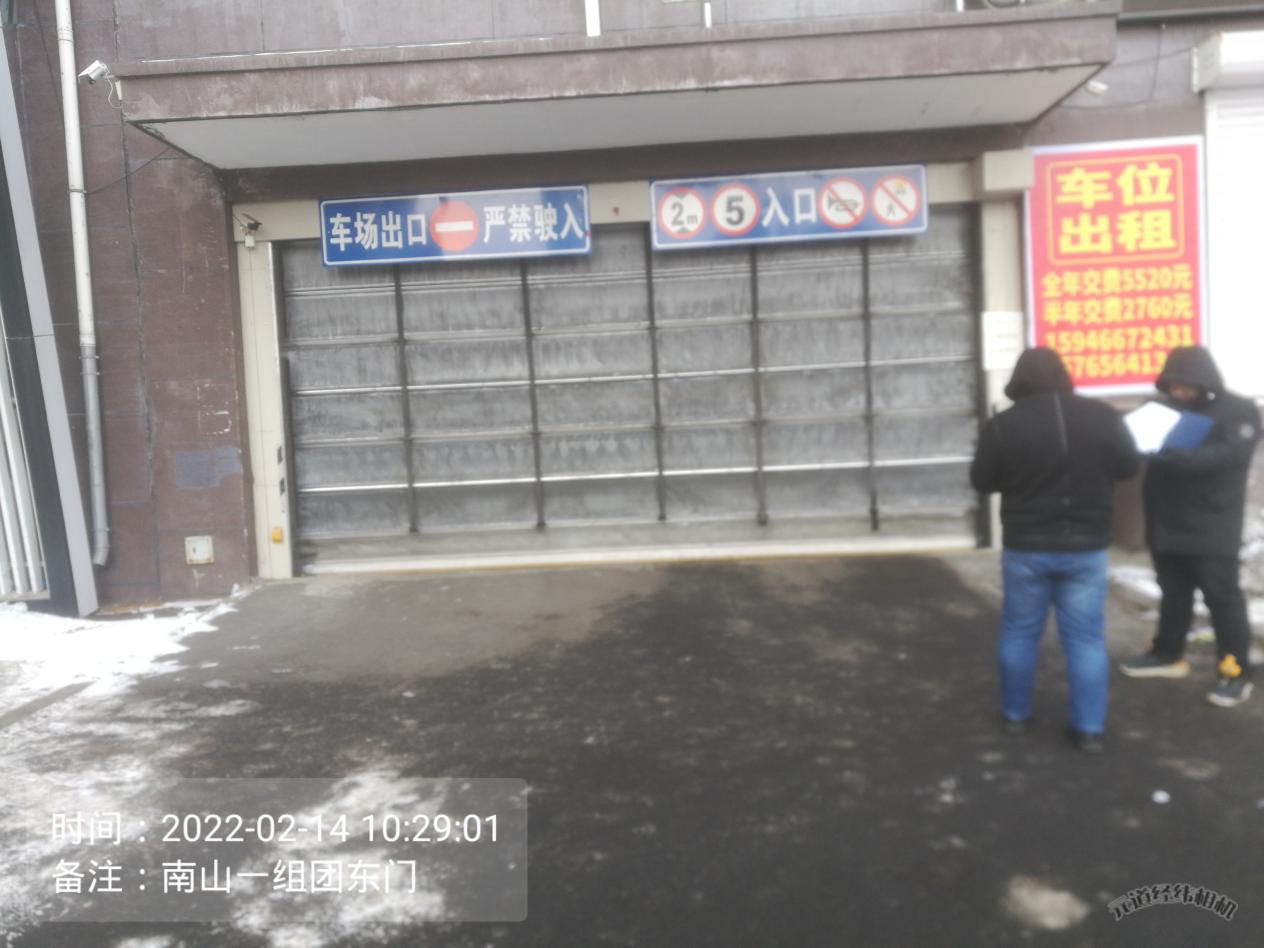 车场出口 严禁驶入
2m 5 入口
车位
出租
全年交费5520元
半年交费2760元
15946672431
时间：2022-02-14 10:29:01
备注：南山一组团东门
元道经纬相机